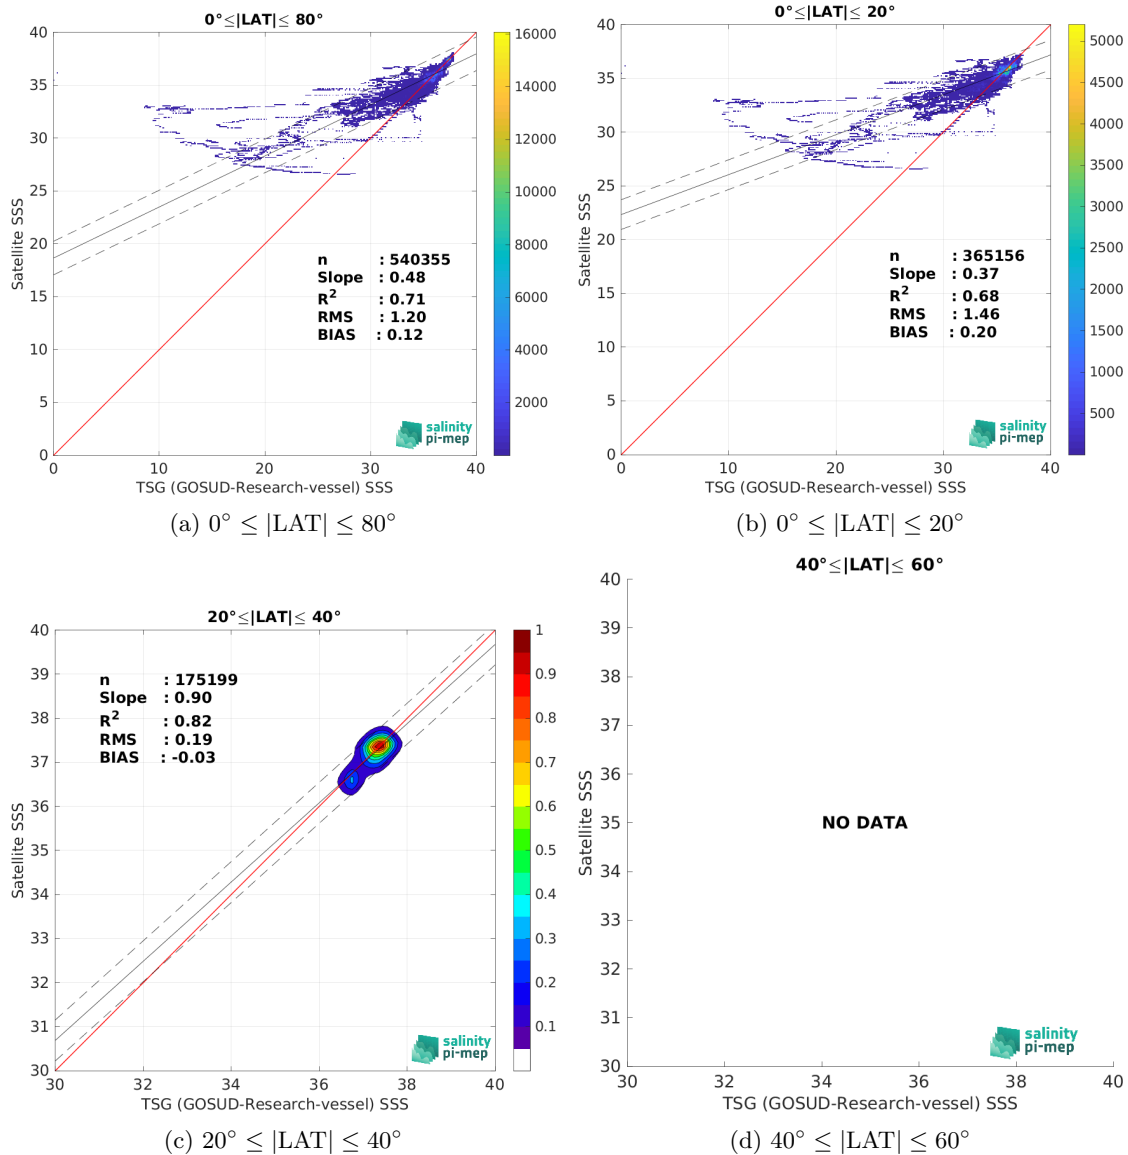 0°≤|LAT|≤ 80°
40
35
30
25
20
15
10
5
0
Satellite SSS
n : 540355
Slope : 0.48
R² : 0.71
RMS : 1.20
BIAS : 0.12
salinity
pi-mep
0 10 20 30 40
TSG (GOSUD-Research-vessel) SSS
16000
14000
12000
10000
8000
6000
4000
2000
(a) 0° ≤ |LAT| ≤ 80°
0°≤|LAT|≤ 20°
40
35
30
25
20
15
10
5
0
Satellite SSS
n : 365156
Slope : 0.37
R² : 0.68
RMS : 1.46
BIAS : 0.20
salinity
pi-mep
0 10 20 30 40
TSG (GOSUD-Research-vessel) SSS
5000
4500
4000
3500
3000
2500
2000
1500
1000
500
(b) 0° ≤ |LAT| ≤ 20°
20°≤|LAT|≤ 40°
40
39
38
37
36
35
34
33
32
31
30
Satellite SSS
n : 175199
Slope : 0.90
R² : 0.82
RMS : 0.19
BIAS : -0.03
salinity
pi-mep
30 32 34 36 38 40
TSG (GOSUD-Research-vessel) SSS
1
0.9
0.8
0.7
0.6
0.5
0.4
0.3
0.2
0.1
(c) 20° ≤ |LAT| ≤ 40°
40°≤|LAT|≤ 60°
40
39
38
37
36
35
34
33
32
31
30
Satellite SSS
NO DATA
salinity
pi-mep
30 32 34 36 38 40
TSG (GOSUD-Research-vessel) SSS
(d) 40° ≤ |LAT| ≤ 60°